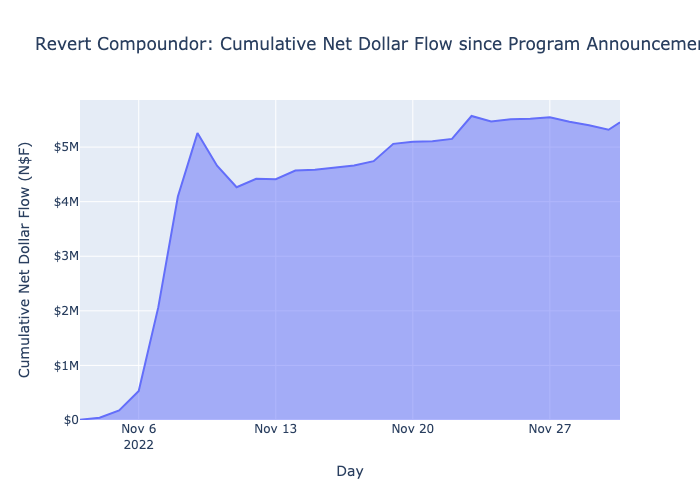 Revert Compoundor: Cumulative Net Dollar Flow since Program
Cumulative Net Dollar Flow (N$F)
$5M
$4M
$3M
$2M
$1M
$0
Nov 6
2022
Nov 13
Nov 20
Nov 27
Day